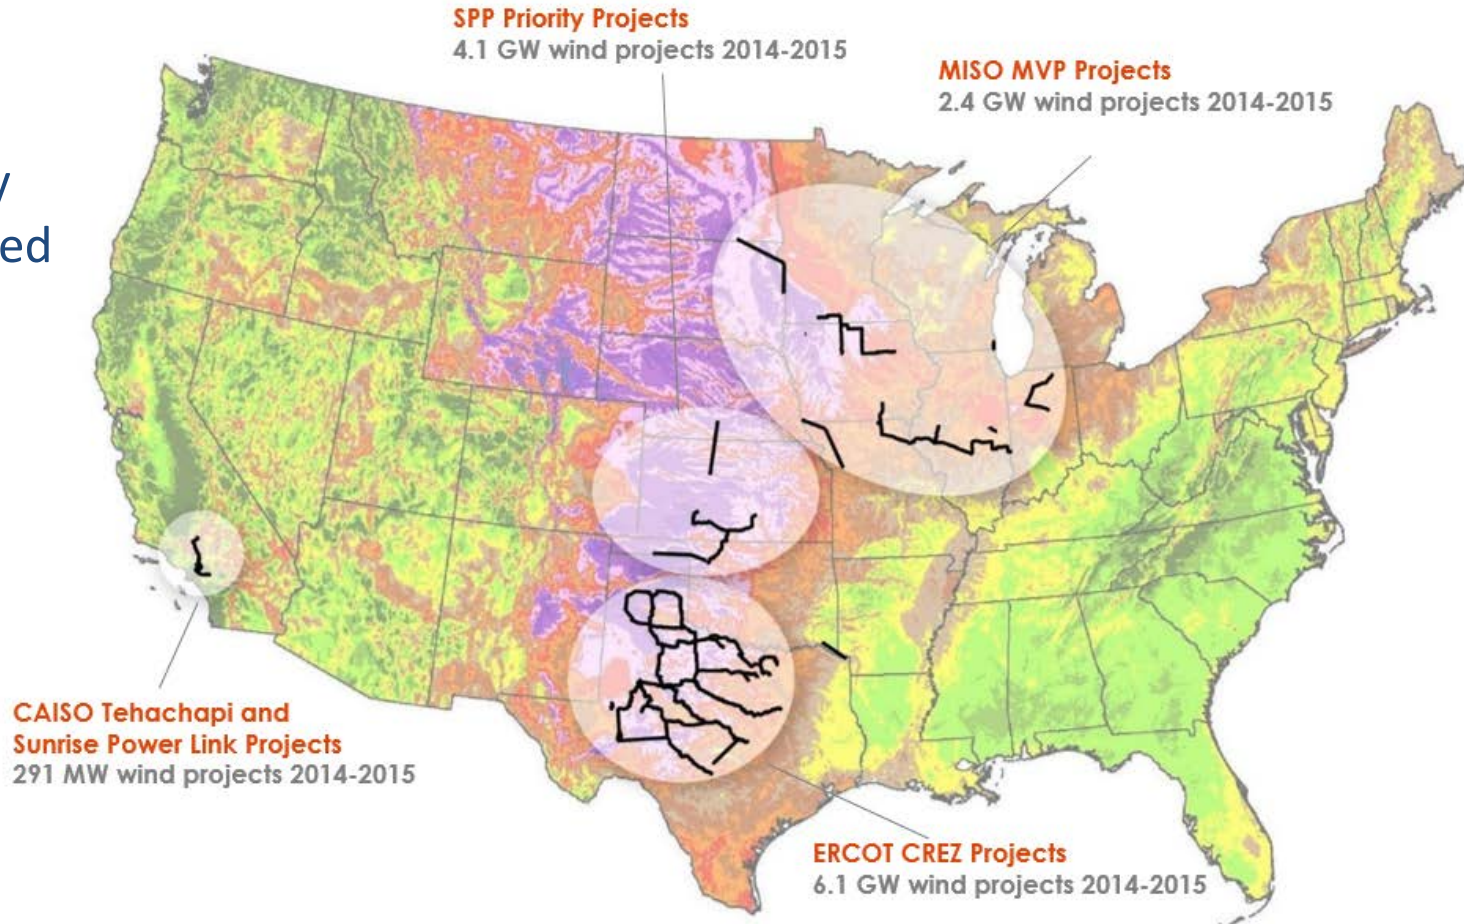 SPP Priority Projects
4.1 GW wind projects 2014-2015
MISO MVP Projects
2.4 GW wind projects 2014-2015
y
ed
CAISO Tehachapi and
Sunrise Power Link Projects
291 MW wind projects 2014-2015
ERCOT CREZ Projects
6.1 GW wind projects 2014-2015